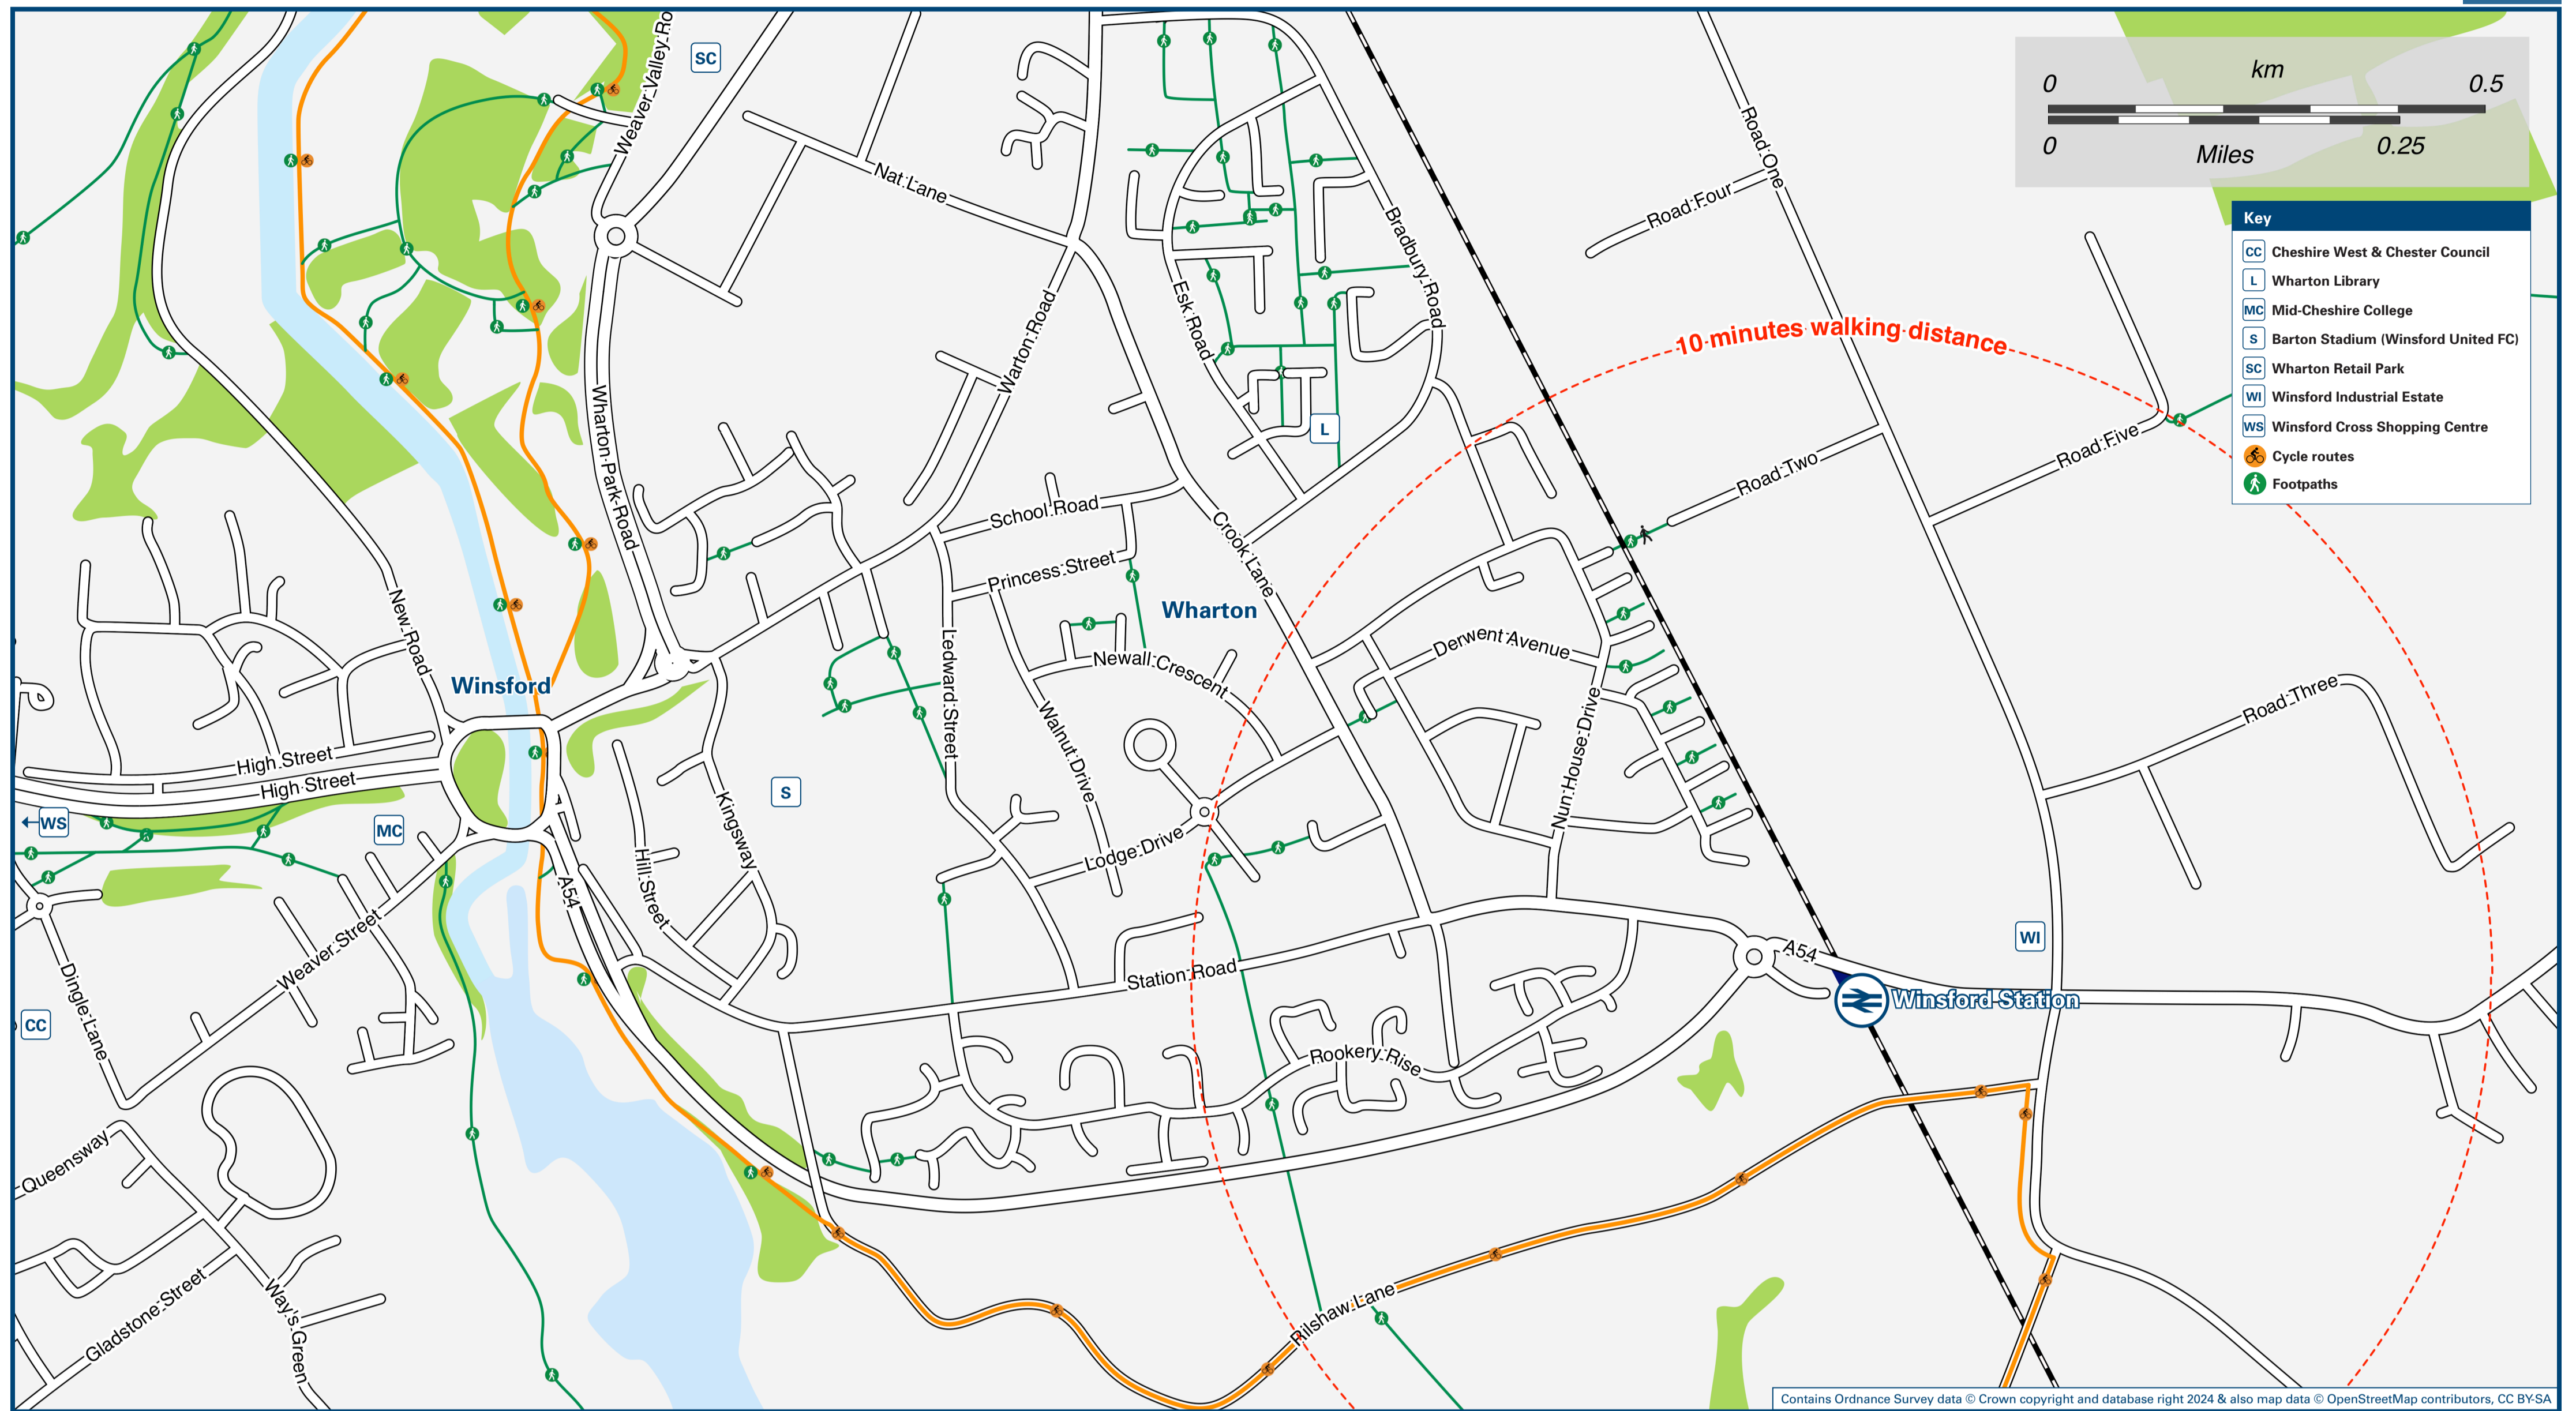 Weaver Valley Ro
SC
Nat Lane
Road One
Road Four
Bradbury Road
Esk Road
Warton Road
Wharton Park Road
L
0
km
0.5
0
Miles
0.25
Key
CC Cheshire West & Chester Council
L Wharton Library
MC Mid-Cheshire College
S Barton Stadium (Winsford United FC)
SC Wharton Retail Park
WI Winsford Industrial Estate
WS Winsford Cross Shopping Centre
Cycle routes
Footpaths
10 minutes walking distance
Road Two
Road Five
School Road
Princess Street
Crook Lane
Wharton
New Road
Newall Crescent
Derwent Avenue
Nun House Drive
Ledward Street
Walnut Drive
Road Three
Winsford
High Street
High Street
WS
MC
S
Kingsway
Hill Street
Lodge Drive
A54
Weaver Street
Dingle Lane
CC
Station Road
A54
WI
Winsford Station
Rookery Rise
Queensway
Gladstone Street
Way's Green
Rilshaw Lane
Contains Ordnance Survey data © Crown copyright and database right 2024 & also map data © OpenStreetMap contributors, CC BY-SA